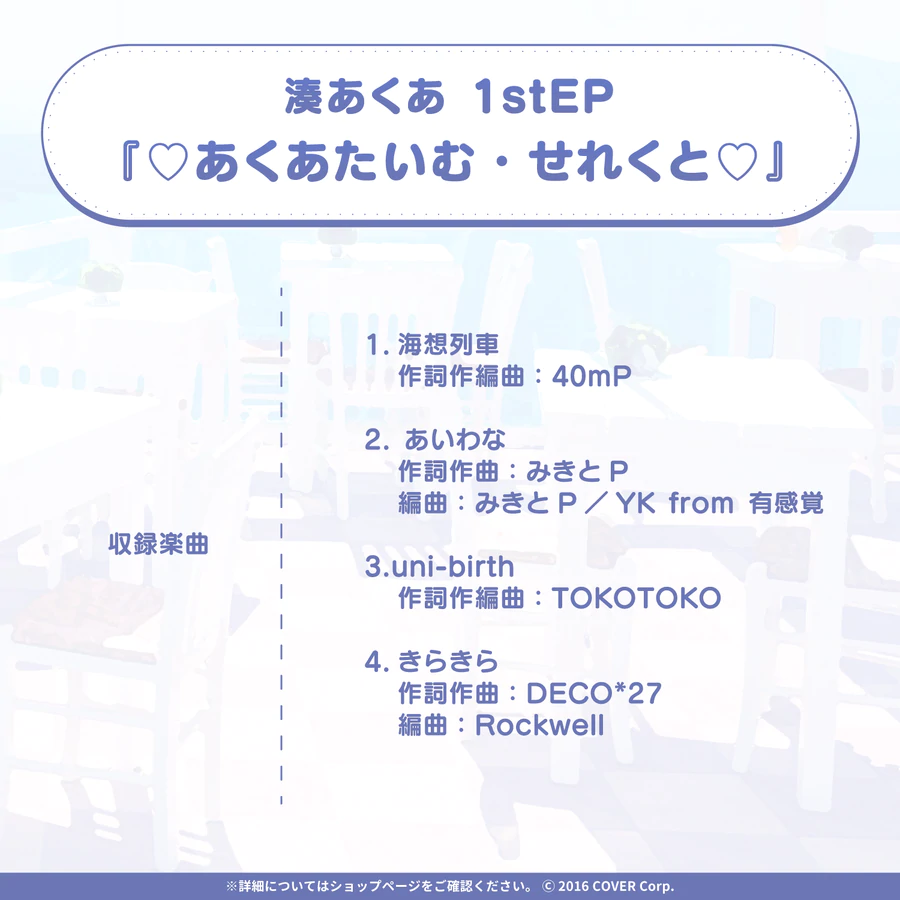 湊あくあ 1stEP
『♡あくあたいむ・せれくと♡』
収録楽曲
1. 海想列車
作詞作編曲：40mP
2. あいわな
作詞作曲：みきとP
編曲：みきとP／YK from 有感覚
3.uni-birth
作詞作編曲：TOKOTOKO
4. きらきら
作詞作曲：DECO*27
編曲：Rockwell
※詳細についてはショップページをご確認ください。 © 2016 COVER Corp.